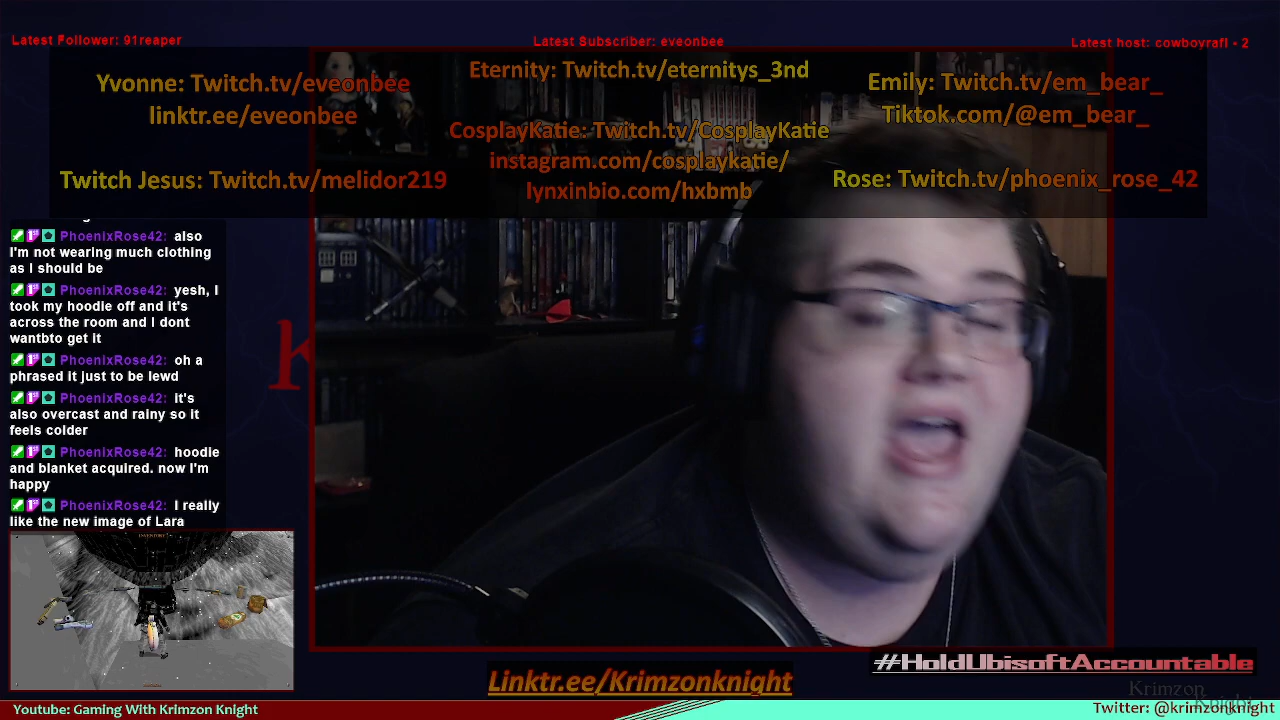 Latest Follower: 91reaper
Latest Subscriber: eveonbee
Latest host: cowboyrafl - 2
Yvonne: Twitch.tv/eveonbee
linktr.ee/eveonbee
Eternity: Twitch.tv/eternitys_3nd
Emily: Twitch.tv/em_bear_
Tiktok.com/@em_bear_
CosplayKatie: Twitch.tv/CosplayKatie
instagram.com/cosplaykatie/
lynxinbio.com/hxbmb
Twitch Jesus: Twitch.tv/melidor219
Rose: Twitch.tv/phoenix_rose_42
PhoenixRose42: also
I'm not wearing much clothing
as I should be
PhoenixRose42: yesh, I
took my hoodie off and it's
across the room and I dont
wantbto get it
PhoenixRose42: oh a
phrased it just to be lewd
PhoenixRose42: it's
also overcast and rainy so it
feels colder
PhoenixRose42: hoodie
and blanket acquired. now I'm
happy
PhoenixRose42: I really
like the new image of Lara
INVENTORY
K
#HoldUbisoftAccountable
Linktr.ee/Krimzonknight
Krimzon
Knight
Youtube: Gaming With Krimzon Knight
Twitter: @krimzonknight